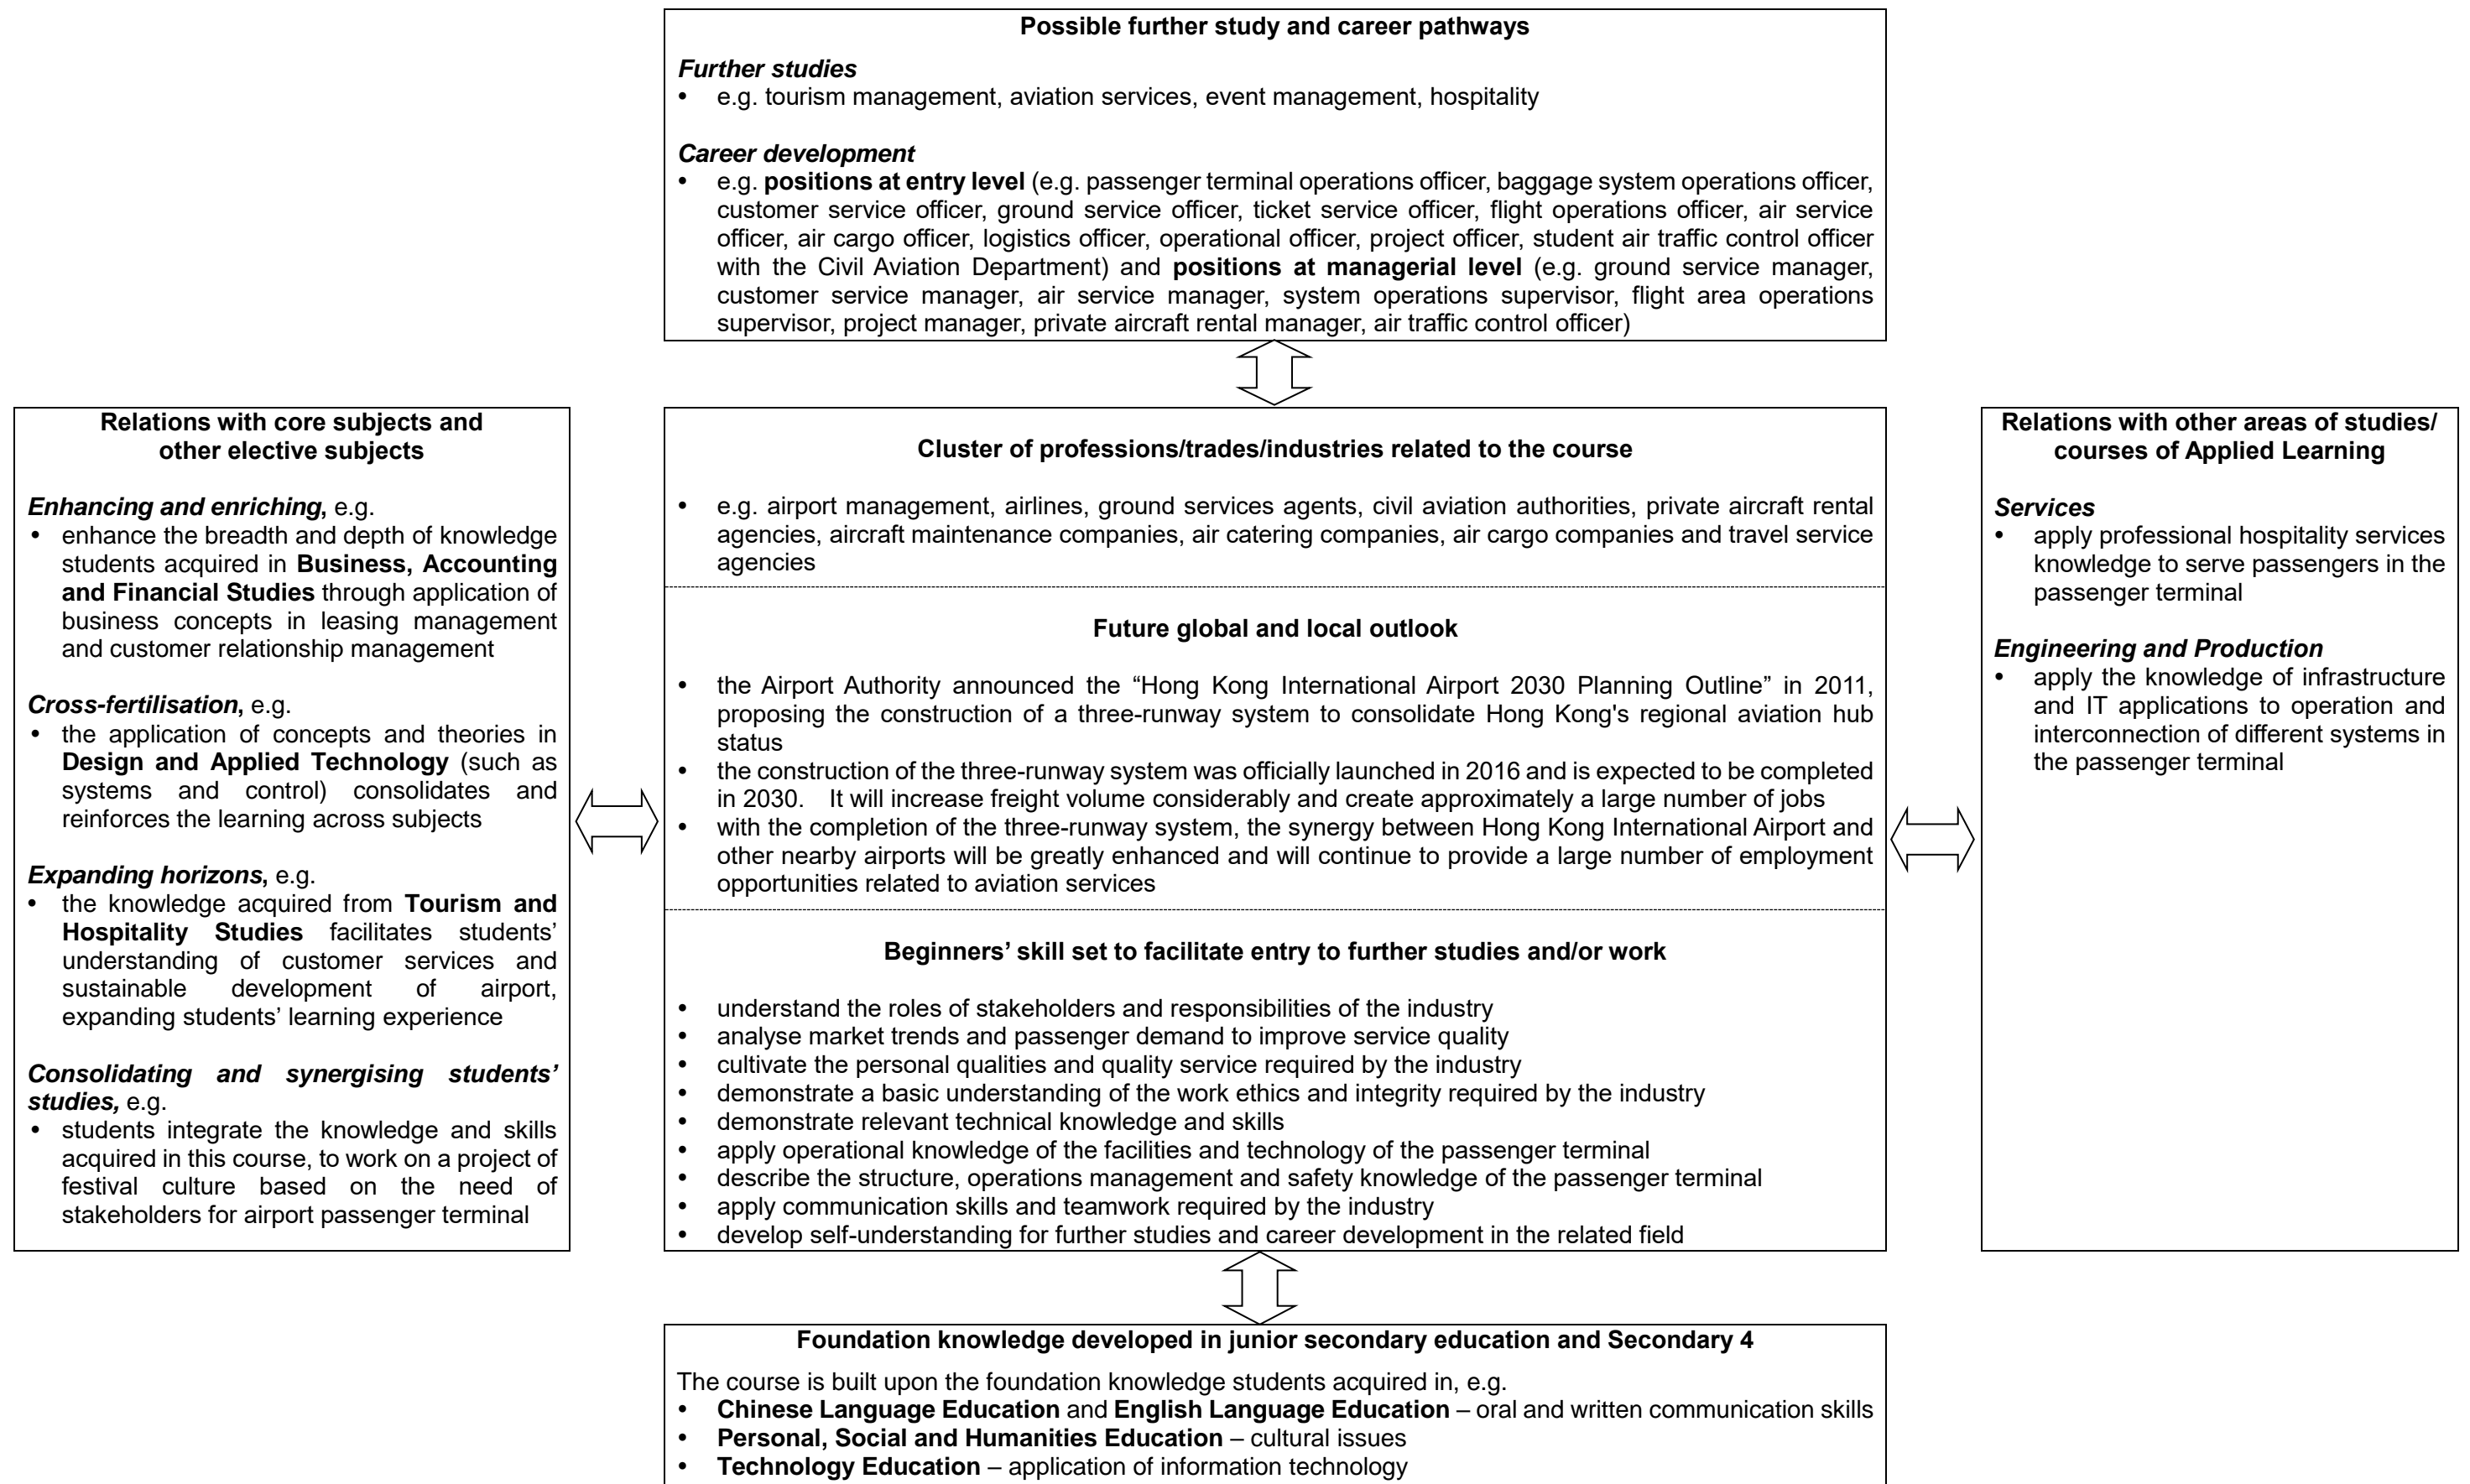 Possible further study and career pathways
Further studies
• e.g. tourism management, aviation services, event management, hospitality
Career development
• e.g. positions at entry level (e.g. passenger terminal operations officer, baggage system operations officer,
customer service officer, ground service officer, ticket service officer, flight operations officer, air service
officer, air cargo officer, logistics officer, operational officer, project officer, student air traffic control officer
with the Civil Aviation Department) and positions at managerial level (e.g. ground service manager,
customer service manager, air service manager, system operations supervisor, flight area operations
supervisor, project manager, private aircraft rental manager, air traffic control officer)
Relations with core subjects and
other elective subjects
Enhancing and enriching, e.g.
• enhance the breadth and depth of knowledge
students acquired in Business, Accounting
and Financial Studies through application of
business concepts in leasing management
and customer relationship management
Cross-fertilisation, e.g.
• the application of concepts and theories in
Design and Applied Technology (such as
systems and control) consolidates and
reinforces the learning across subjects
Expanding horizons, e.g.
• the knowledge acquired from Tourism and
Hospitality Studies facilitates students’
understanding of customer services and
sustainable development of airport,
expanding students’ learning experience
Consolidating and synergising students’
studies, e.g.
• students integrate the knowledge and skills
acquired in this course, to work on a project of
festival culture based on the need of
stakeholders for airport passenger terminal
Cluster of professions/trades/industries related to the course
• e.g. airport management, airlines, ground services agents, civil aviation authorities, private aircraft rental
agencies, aircraft maintenance companies, air catering companies, air cargo companies and travel service
agencies
Future global and local outlook
• the Airport Authority announced the “Hong Kong International Airport 2030 Planning Outline” in 2011,
proposing the construction of a three-runway system to consolidate Hong Kong's regional aviation hub
status
• the construction of the three-runway system was officially launched in 2016 and is expected to be completed
in 2030. It will increase freight volume considerably and create approximately a large number of jobs
• with the completion of the three-runway system, the synergy between Hong Kong International Airport and
other nearby airports will be greatly enhanced and will continue to provide a large number of employment
opportunities related to aviation services
Beginners’ skill set to facilitate entry to further studies and/or work
• understand the roles of stakeholders and responsibilities of the industry
• analyse market trends and passenger demand to improve service quality
• cultivate the personal qualities and quality service required by the industry
• demonstrate a basic understanding of the work ethics and integrity required by the industry
• demonstrate relevant technical knowledge and skills
• apply operational knowledge of the facilities and technology of the passenger terminal
• describe the structure, operations management and safety knowledge of the passenger terminal
• apply communication skills and teamwork required by the industry
• develop self-understanding for further studies and career development in the related field
Relations with other areas of studies/
courses of Applied Learning
Services
• apply professional hospitality services
knowledge to serve passengers in the
passenger terminal
Engineering and Production
• apply the knowledge of infrastructure
and IT applications to operation and
interconnection of different systems in
the passenger terminal
Foundation knowledge developed in junior secondary education and Secondary 4
The course is built upon the foundation knowledge students acquired in, e.g.
• Chinese Language Education and English Language Education – oral and written communication skills
• Personal, Social and Humanities Education – cultural issues
• Technology Education – application of information technology